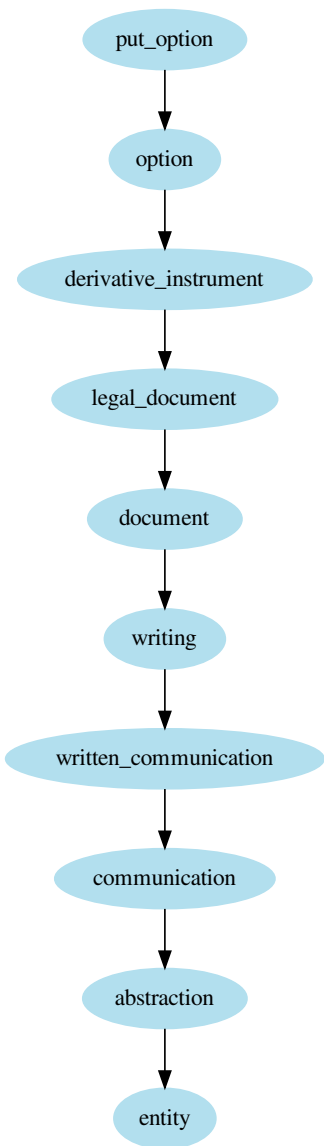 put_option
option
derivative_instrument
legal_document
document
writing
written_communication
communication
abstraction
entity